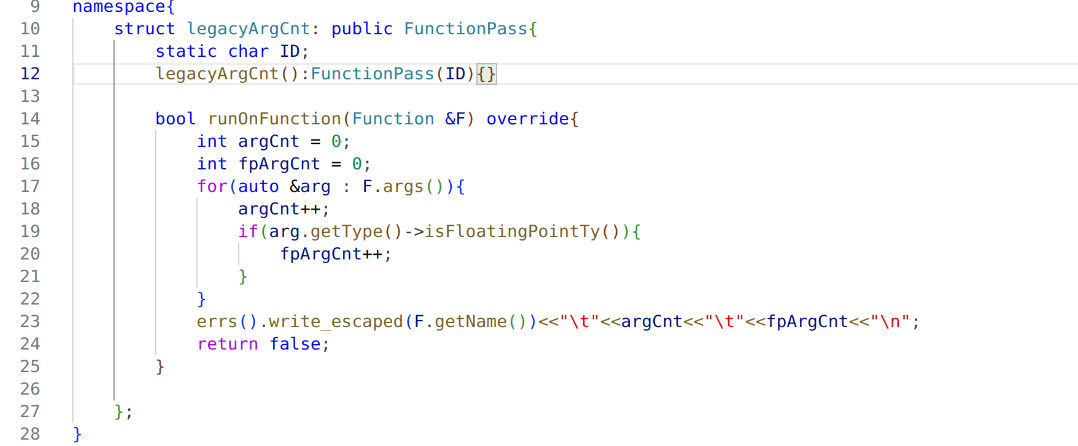 9 namespace{
10     struct legacyArgCnt: public FunctionPass{
11         static char ID;
12         legacyArgCnt():FunctionPass(ID){}
13
14         bool runOnFunction(Function &F) override{
15             int argCnt = 0;
16             int fpArgCnt = 0;
17             for(auto &arg : F.args()){
18                 argCnt++;
19                 if(arg.getType()->isFloatingPointTy()){
20                     fpArgCnt++;
21                 }
22             }
23             errs().write_escaped(F.getName())<<"\t"<<argCnt<<"\t"<<fpArgCnt<<"\n";
24             return false;
25         }
26
27     };
28 }